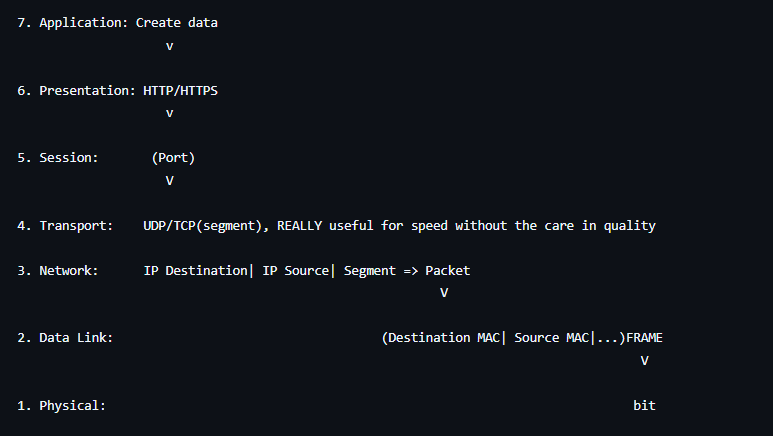 7. Application: Create data
v
6. Presentation: HTTP/HTTPS
v
5. Session: (Port)
V
4. Transport: UDP/TCP(segment), REALLY useful for speed without the care in quality
3. Network: IP Destination| IP Source| Segment => Packet
V
2. Data Link: (Destination MAC| Source MAC|...)FRAME
V
1. Physical: bit